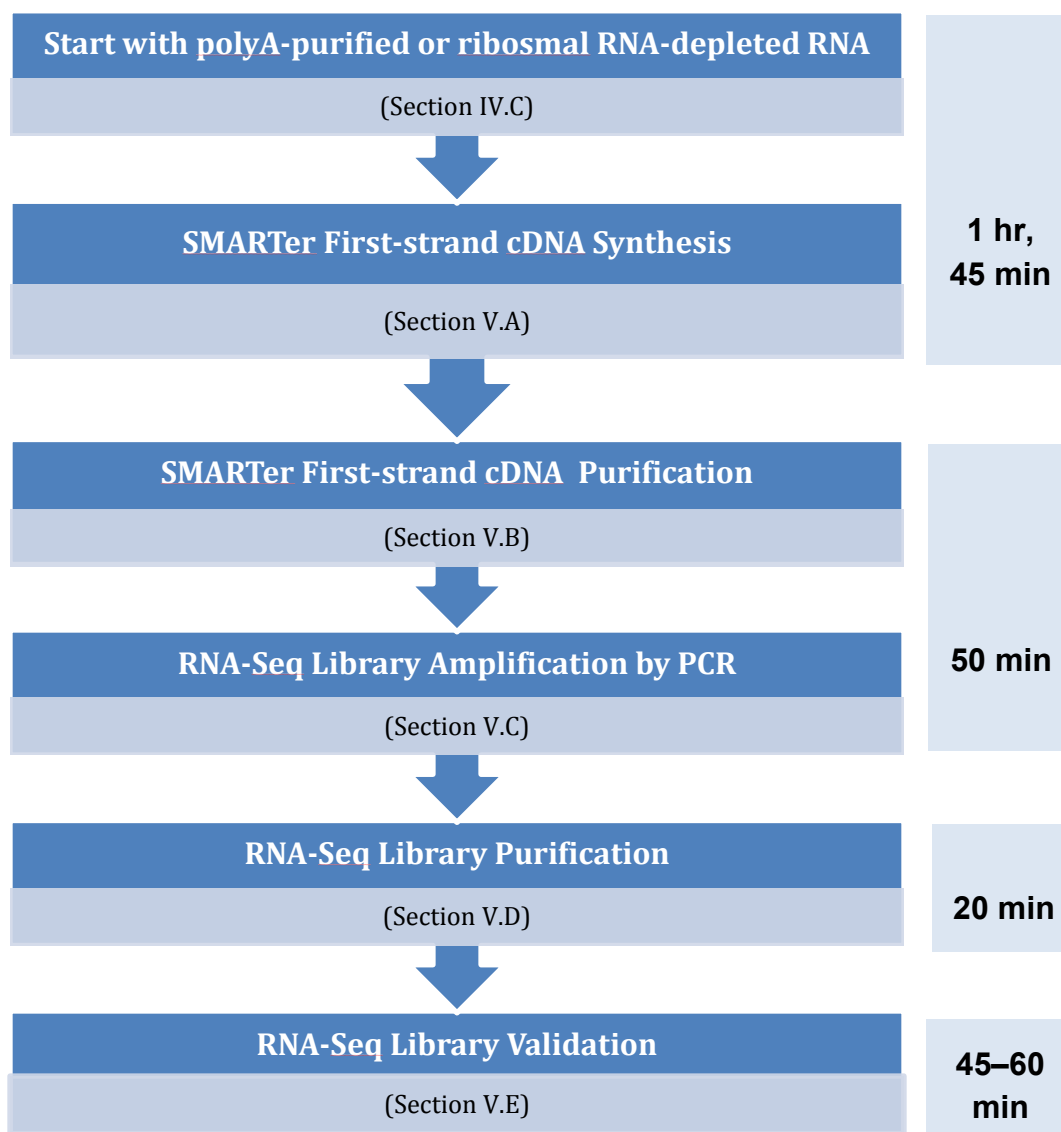 Start with polyA-purified or ribosmal RNA-depleted RNA
(Section IV.C)
SMARTer First-strand cDNA Synthesis
(Section V.A)
1 hr,
45 min
SMARTer First-strand cDNA  Purification
(Section V.B)
RNA-Seq Library Amplification by PCR
(Section V.C)
50 min
RNA-Seq Library Purification
(Section V.D)
20 min
RNA-Seq Library Validation
(Section V.E)
45–60
min